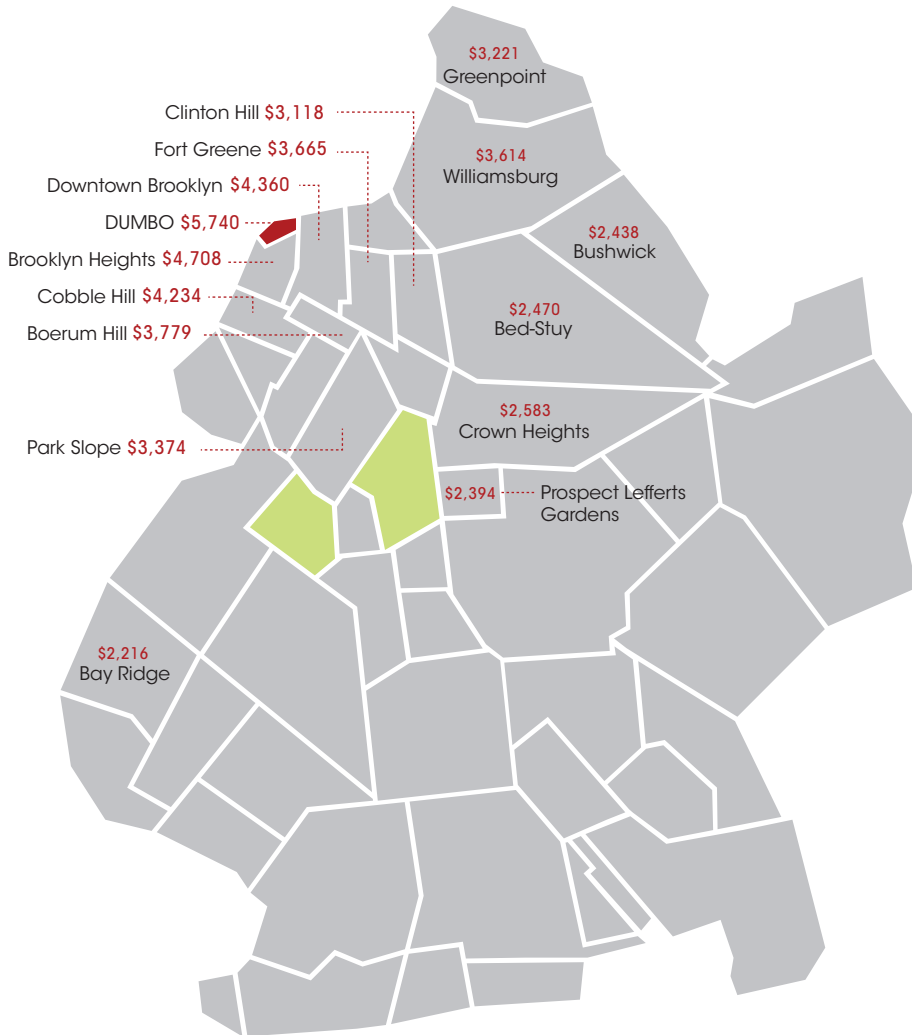 $3,221
Greenpoint
Clinton Hill $3,118
Fort Greene $3,665
$3,614
Williamsburg
Downtown Brooklyn $4,360
DUMBO $5,740
$2,438
Bushwick
Brooklyn Heights $4,708
Cobble Hill $4,234
$2,470
Bed-Stuy
Boerum Hill $3,779
$2,583
Crown Heights
Park Slope $3,374
$2,394 Prospect Lefferts
Gardens
$2,216
Bay Ridge